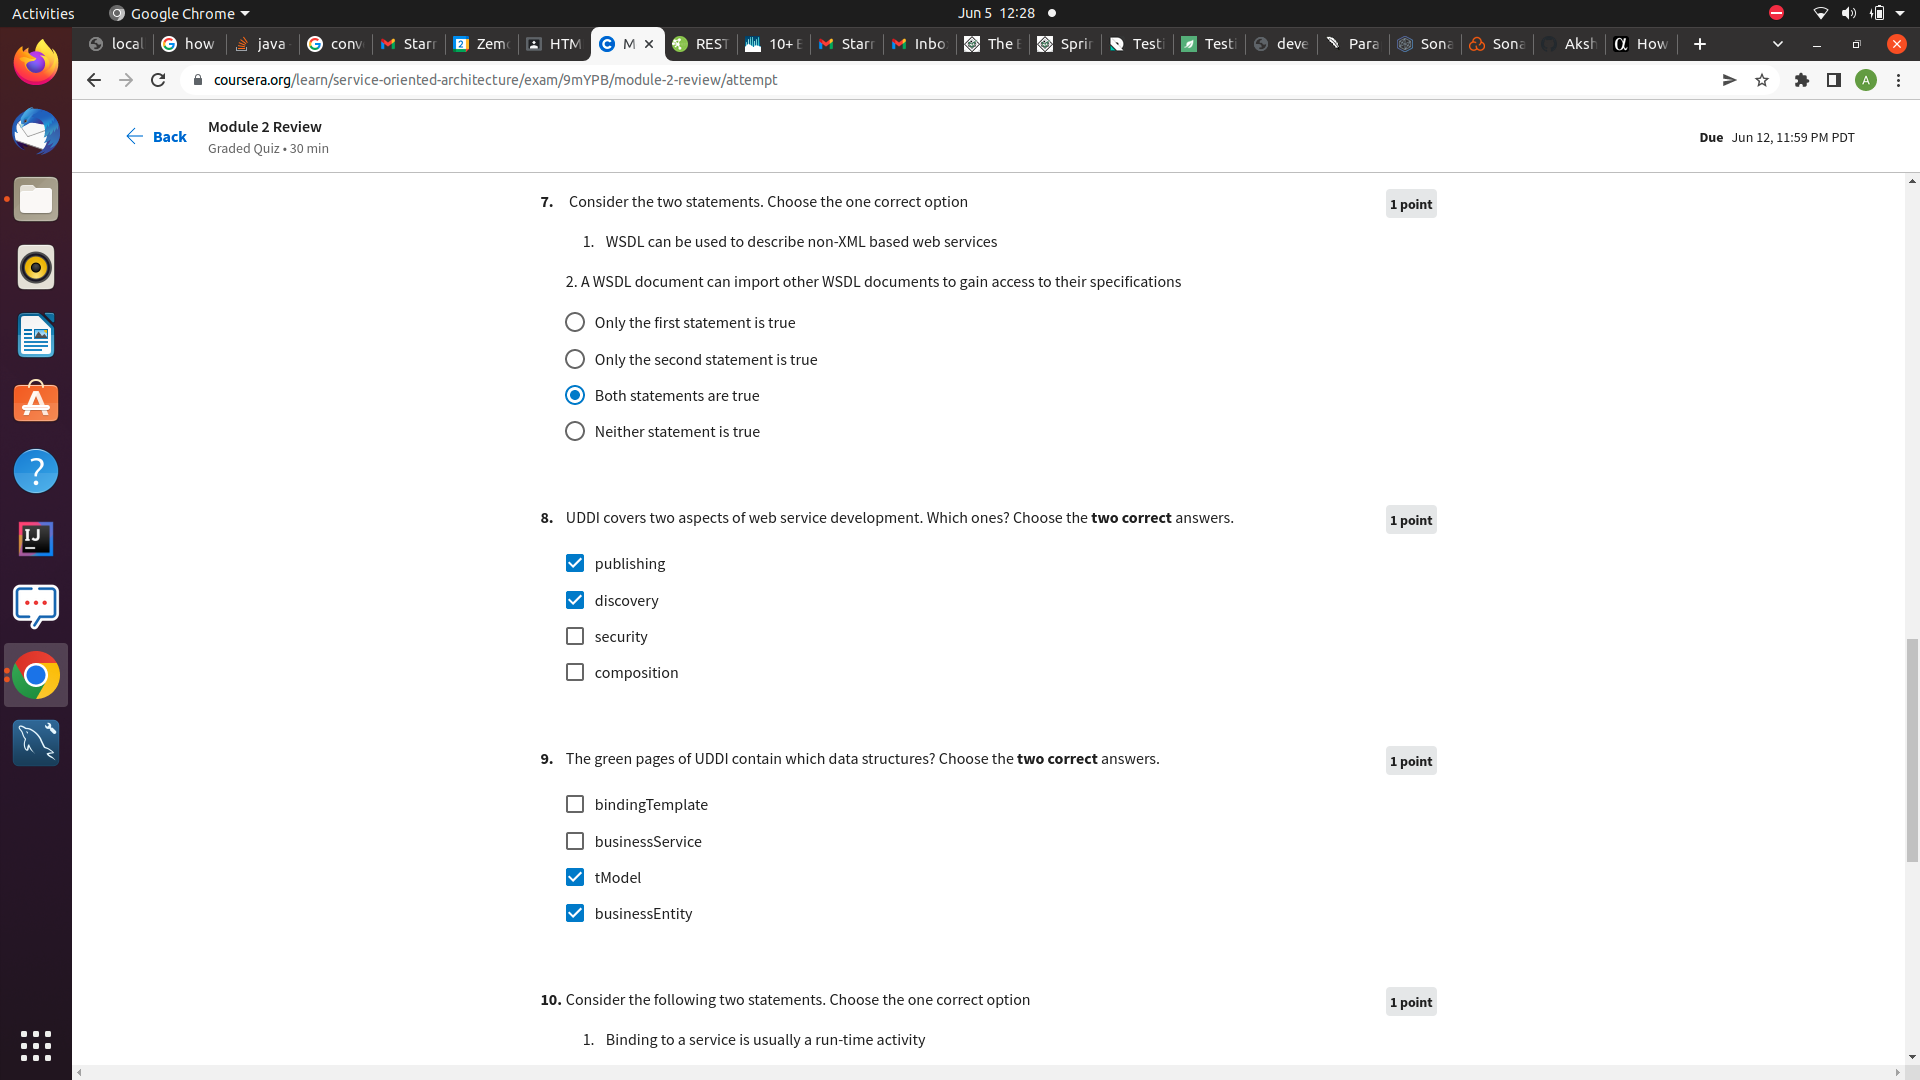 Activities
Google Chrome
Jun 5 12:28
local
how
java
conv
Starr
Zem
HTM
M
REST
10+ E
Starr
Inbo
The E
Sprin
Testi
Testi
deve
Para
Sona
Sona
Aksh
How
coursera.org/learn/service-oriented-architecture/exam/9mYPB/module-2-review/attempt
A
Back
Module 2 Review
Graded Quiz • 30 min
Due Jun 12, 11:59 PM PDT
7. Consider the two statements. Choose the one correct option
1 point
1. WSDL can be used to describe non-XML based web services
2. A WSDL document can import other WSDL documents to gain access to their specifications
Only the first statement is true
Only the second statement is true
Both statements are true
Neither statement is true
8. UDDI covers two aspects of web service development. Which ones? Choose the two correct answers.
1 point
publishing
discovery
security
composition
9. The green pages of UDDI contain which data structures? Choose the two correct answers.
1 point
bindingTemplate
businessService
tModel
businessEntity
10. Consider the following two statements. Choose the one correct option
1 point
1. Binding to a service is usually a run-time activity